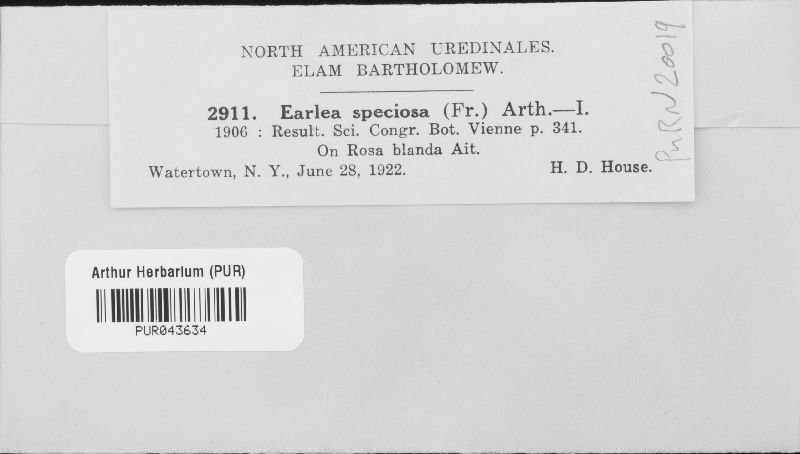 NORTH AMERICAN UREDINALES.
ELAM BARTHOLOMEW.
2911. Earlea speciosa (Fr.) Arth.—I.
1906 : Result. Sci. Congr. Bot. Vienne p. 341.
On Rosa blanda Ait.
Watertown, N. Y., June 28, 1922. H. D. House.
PuRN20019
Arthur Herbarium (PUR)
PUR043634